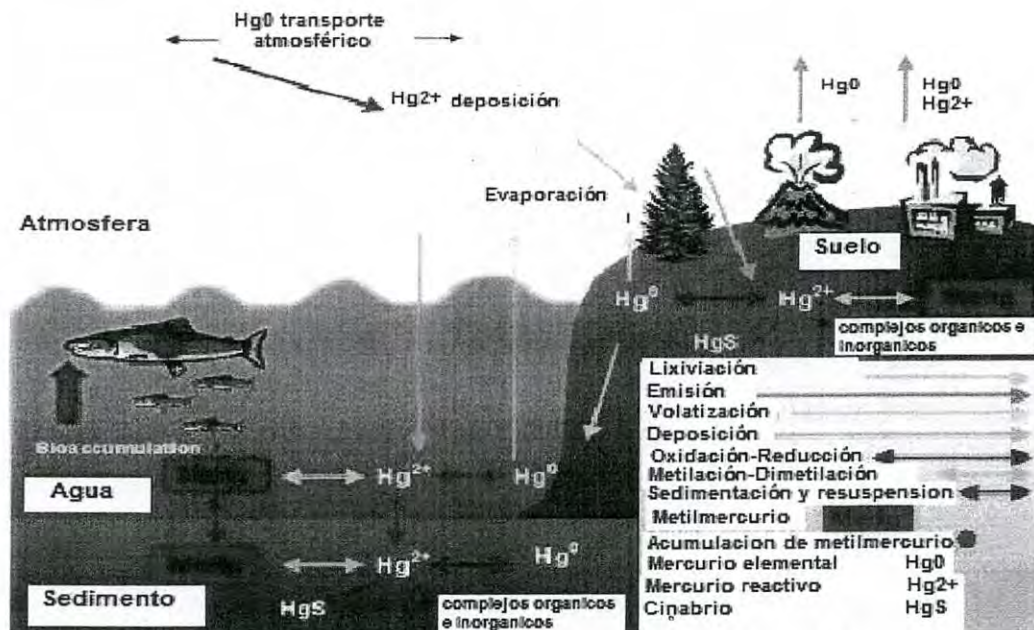 Hg0 transporte
atmosférico
Hg2+ deposición
Hg0
Hg0
Hg2+
Evaporación
Atmosfera
Suelo
Hg0
Hg2+
HgS
complejos organicos e
inorganicos
Bioaccumulation
Agua
Hg2+
Hg0
Sedimento
Hg2+
Hg0
HgS
complejos organicos
e inorganicos
Lixiviación
Emisión
Volatización
Deposición
Oxidación-Reducción
Metilación-Dimetilación
Sedimentación y resuspension
Metilmercurio
Acumulacion de metilmercurio
Mercurio elemental Hg0
Mercurio reactivo Hg2+
Cinabrio HgS